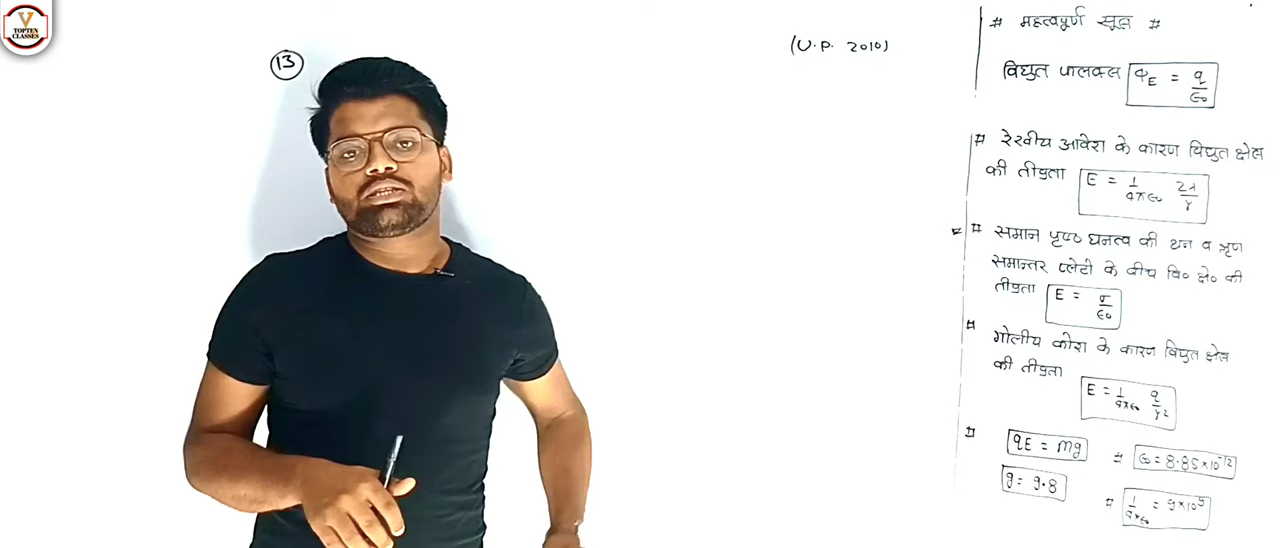 V
TOPTEN
CLASSES
13
(U.P. 2010)
# महत्वपूर्ण सूत्र #
विद्युत फ्लक्स Φ_E = q/ϵ₀
# रेखीय आवेश के कारण विद्युत क्षेत्र
की तीव्रता E = 1/4πϵ₀ 2λ/r
# समान पृष्ठ घनत्व की धन व ऋण
समान्तर प्लेटो के बीच वि० क्षे० की
तीव्रता E = σ/ϵ₀
# गोलीय कोश के कारण विद्युत क्षेत्र
की तीव्रता
E = 1/4πϵ₀ q/r²
# qE = mg
# ϵ₀ = 8.85×10⁻¹²
g = 9.8
# 1/4πϵ₀ = 9×10⁹